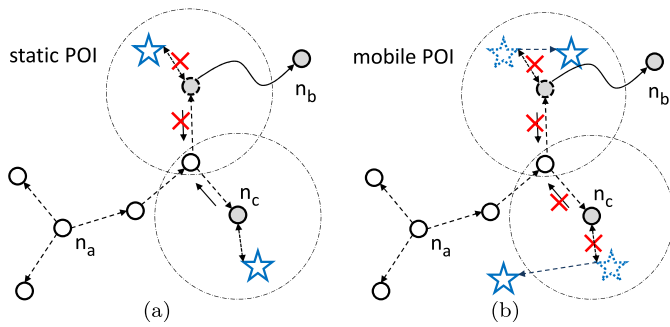 static POI
n_b
n_c
n_a
(a)
mobile POI
n_b
n_c
n_a
(b)